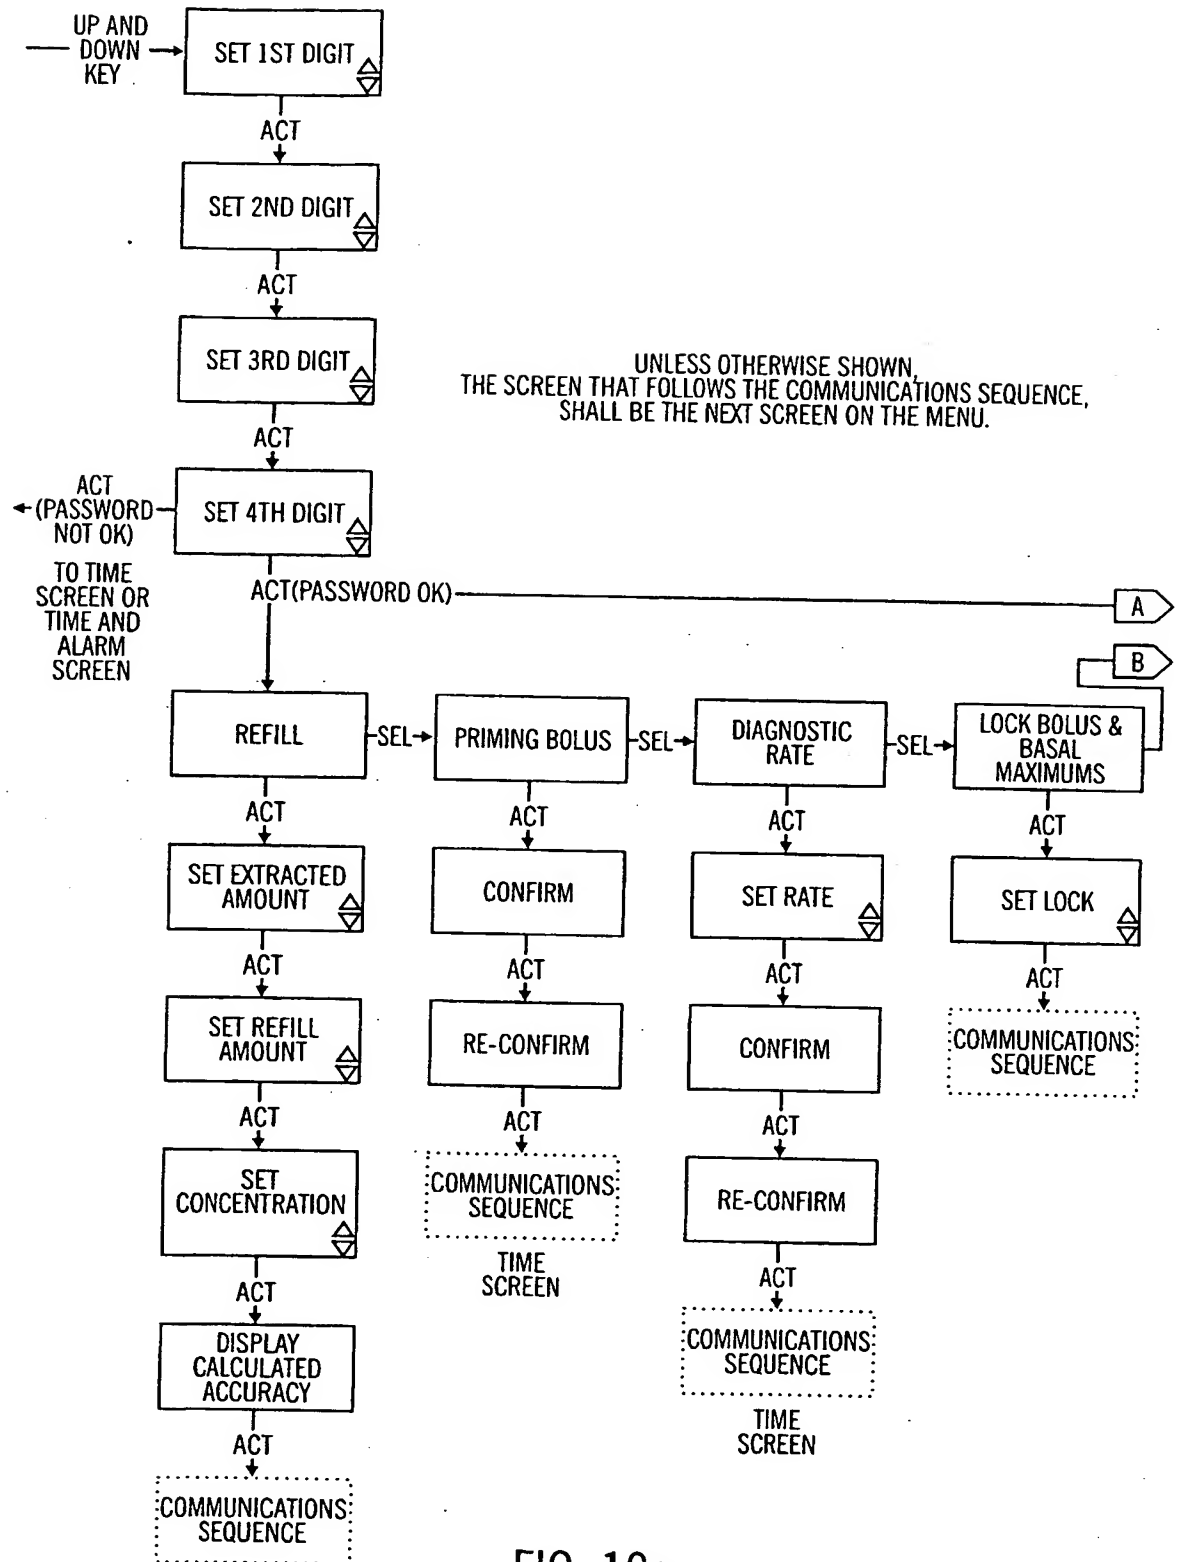 UP AND
DOWN
KEY
SET 1ST DIGIT
ACT
SET 2ND DIGIT
ACT
SET 3RD DIGIT
UNLESS OTHERWISE SHOWN,
THE SCREEN THAT FOLLOWS THE COMMUNICATIONS SEQUENCE,
SHALL BE THE NEXT SCREEN ON THE MENU.
ACT
SET 4TH DIGIT
ACT
(PASSWORD
NOT OK)
TO TIME
SCREEN OR
TIME AND
ALARM
SCREEN
ACT(PASSWORD OK)
A
B
REFILL
SEL
PRIMING BOLUS
SEL
DIAGNOSTIC
RATE
SEL
LOCK BOLUS &
BASAL
MAXIMUMS
ACT
SET EXTRACTED
AMOUNT
ACT
SET REFILL
AMOUNT
ACT
SET
CONCENTRATION
ACT
DISPLAY
CALCULATED
ACCURACY
ACT
COMMUNICATIONS
SEQUENCE
ACT
CONFIRM
ACT
RE-CONFIRM
ACT
COMMUNICATIONS
SEQUENCE
TIME
SCREEN
ACT
SET RATE
ACT
CONFIRM
ACT
RE-CONFIRM
ACT
COMMUNICATIONS
SEQUENCE
TIME
SCREEN
ACT
SET LOCK
ACT
COMMUNICATIONS
SEQUENCE